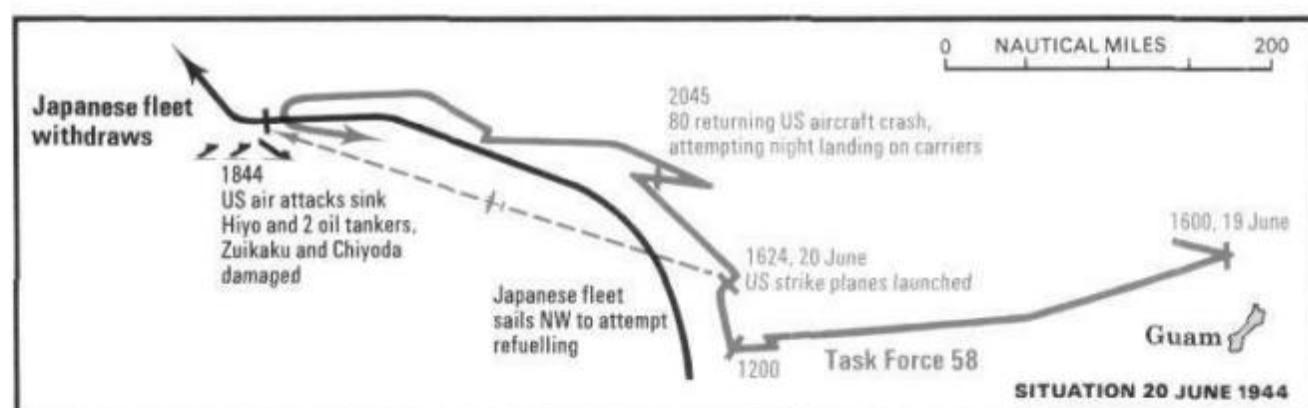 0 NAUTICAL MILES 200
Japanese fleet
withdraws
2045
80 returning US aircraft crash,
attempting night landing on carriers
1844
US air attacks sink
Hiyo and 2 oil tankers,
Zuikaku and Chiyoda
damaged
1600, 19 June
1624, 20 June
US strike planes launched
Japanese fleet
sails NW to attempt
refuelling
Guam
1200
Task Force 58
SITUATION 20 JUNE 1944